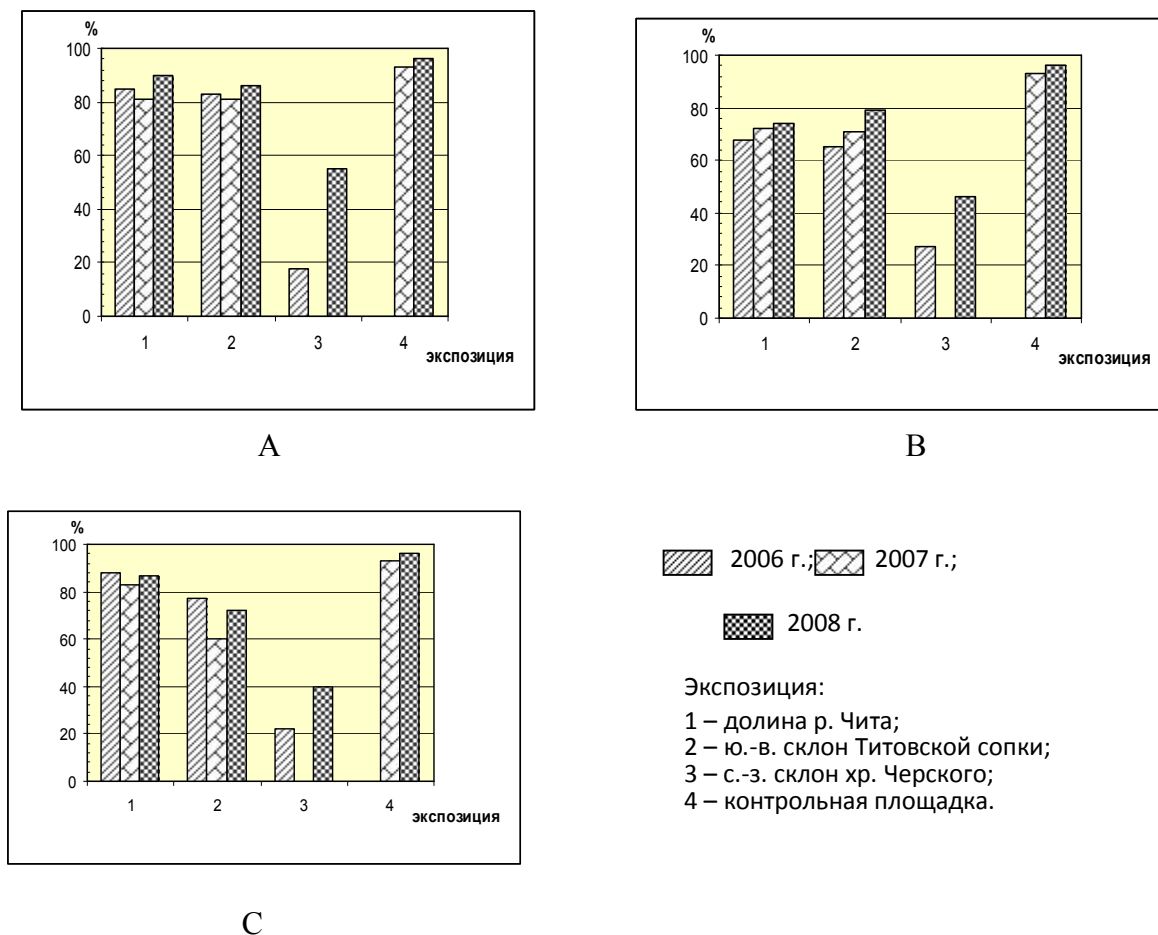 %
100
80
60
40
20
0
1 2 3 4
экспозиция
A
%
100
80
60
40
20
0
1 2 3 4
экспозиция
B
%
100
80
60
40
20
0
1 2 3 4
экспозиция
C
2006 г.; 2007 г.;
2008 г.
Экспозиция:
1 – долина р. Чита;
2 – ю.-в. склон Титовской сопки;
3 – с.-з. склон хр. Черского;
4 – контрольная площадка.